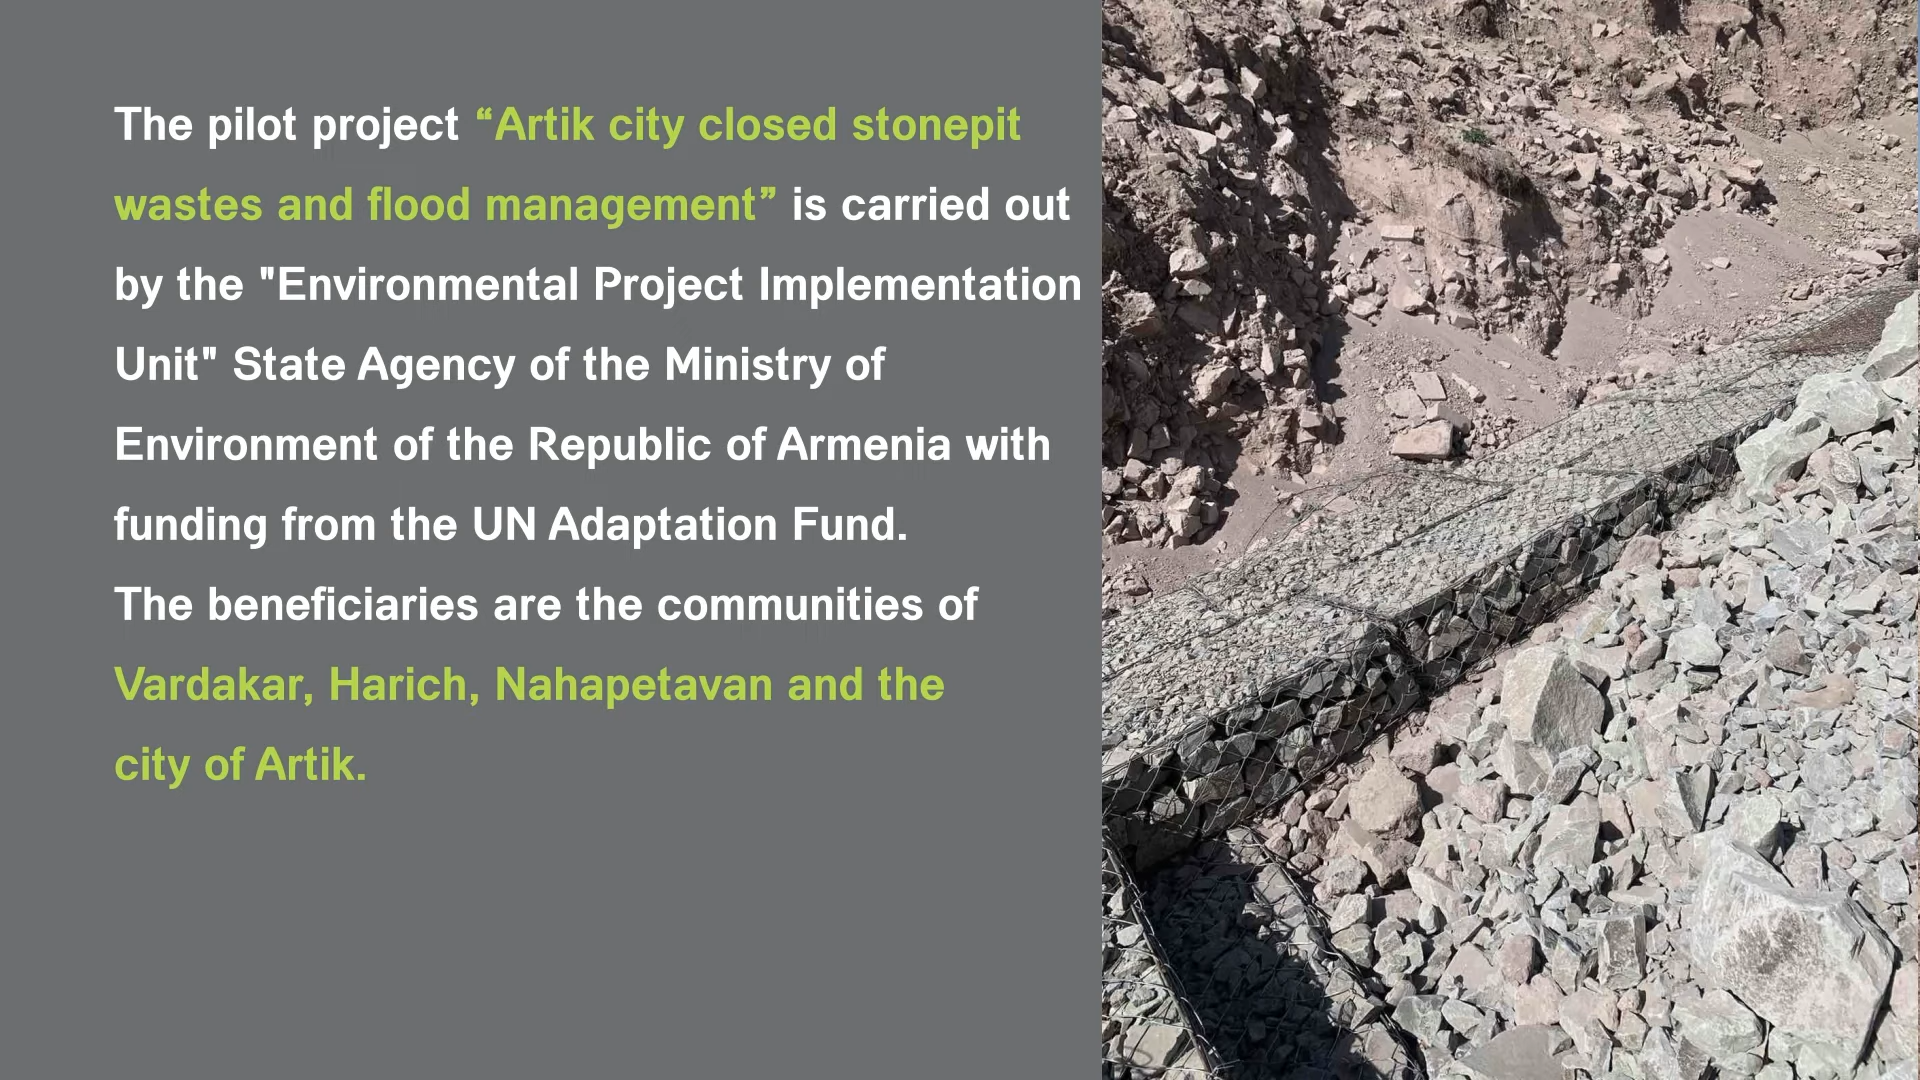 The pilot project “Artik city closed stonepit
wastes and flood management” is carried out
by the "Environmental Project Implementation
Unit" State Agency of the Ministry of
Environment of the Republic of Armenia with
funding from the UN Adaptation Fund.
The beneficiaries are the communities of
Vardakar, Harich, Nahapetavan and the
city of Artik.